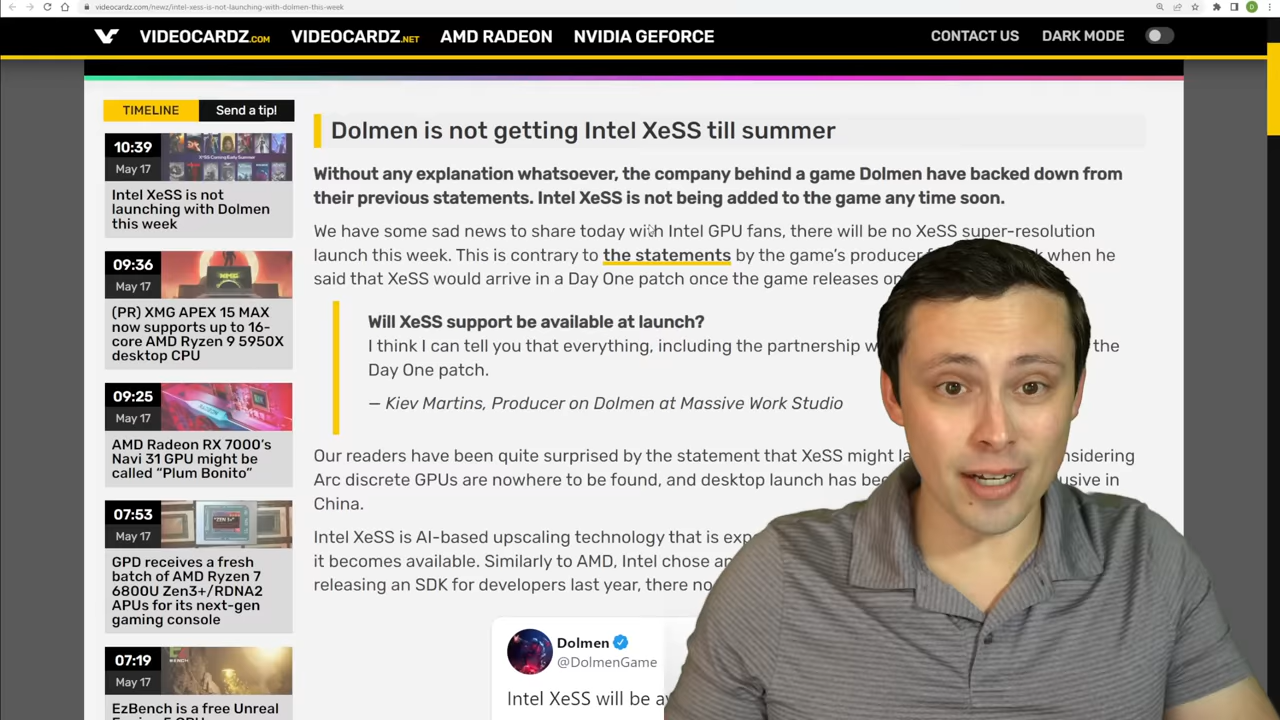 videocardz.com/newz/intel-xess-is-not-launching-with-dolmen-this-week
VIDEOCARDZ.COM
VIDEOCARDZ.NET
AMD RADEON
NVIDIA GEFORCE
CONTACT US
DARK MODE
TIMELINE
Send a tip!
10:39
May 17
Intel XeSS is not
launching with Dolmen
this week
09:36
May 17
(PR) XMG APEX 15 MAX
now supports up to 16-
core AMD Ryzen 9 5950X
desktop CPU
09:25
May 17
AMD Radeon RX 7000’s
Navi 31 GPU might be
called “Plum Bonito”
07:53
May 17
GPD receives a fresh
batch of AMD Ryzen 7
6800U Zen3+/RDNA2
APUs for its next-gen
gaming console
07:19
May 17
EzBench is a free Unreal
Dolmen is not getting Intel XeSS till summer
Without any explanation whatsoever, the company behind a game Dolmen have backed down from
their previous statements. Intel XeSS is not being added to the game any time soon.
We have some sad news to share today with Intel GPU fans, there will be no XeSS super-resolution
launch this week. This is contrary to the statements by the game’s producer when he
said that XeSS would arrive in a Day One patch once the game releases
Will XeSS support be available at launch?
I think I can tell you that everything, including the partnership the
Day One patch.
— Kiev Martins, Producer on Dolmen at Massive Work Studio
Our readers have been quite surprised by the statement that XeSS might
Arc discrete GPUs are nowhere to be found, and desktop launch has in
China.
Intel XeSS is AI-based upscaling technology that is
it becomes available. Similarly to AMD, Intel chose
releasing an SDK for developers last year, there
Dolmen
@DolmenGame
Intel XeSS will be